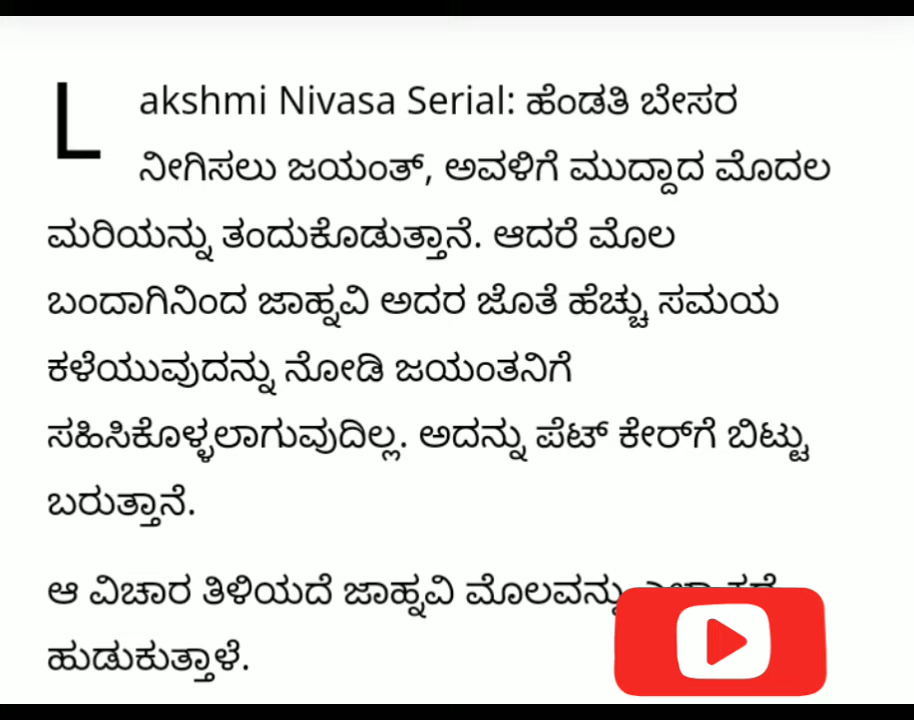 Lakshmi Nivasa Serial: ಹೆಂಡತಿ ಬೇಸರ
ನೀಗಿಸಲು ಜಯಂತ್, ಅವಳಿಗೆ ಮುದ್ದಾದ ಮೊದಲ
ಮರಿಯನ್ನು ತಂದುಕೊಡುತ್ತಾನೆ. ಆದರೆ ಮೊಲ
ಬಂದಾಗಿನಿಂದ ಜಾಹ್ನವಿ ಅದರ ಜೊತೆ ಹೆಚ್ಚು ಸಮಯ
ಕಳೆಯುವುದನ್ನು ನೋಡಿ ಜಯಂತನಿಗೆ
ಸಹಿಸಿಕೊಳ್ಳಲಾಗುವುದಿಲ್ಲ. ಅದನ್ನು ಪೆಟ್ ಕೇರ್‌ಗೆ ಬಿಟ್ಟು
ಬರುತ್ತಾನೆ.
ಆ ವಿಚಾರ ತಿಳಿಯದೆ ಜಾಹ್ನವಿ ಮೊಲವನ್ನು
ಹುಡುಕುತ್ತಾಳೆ.